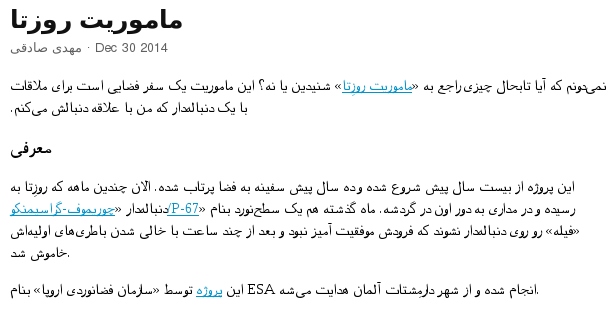 ماموریت روزتا
مهدی صادقی · Dec 30 2014
نمی‌دونم که آیا تابحال چیزی راجع به «ماموریت روزِتا» شنیدین یا نه؟ این ماموریت یک سفر فضایی است برای ملاقات
با یک دنباله‌دار که من با علاقه دنبالش می‌کنم.
معرفی
این پروژه از بیست سال پیش شروع شده و ده سال پیش سفینه به فضا پرتاب شده. الان چندین ماهه که روزِتا به
دنباله‌دار «چوریموف-گراسیمنکو/67-P» رسیده و در مداری به دور اون در گردشه. ماه گذشته هم یک سطح‌نورد بنام
«فیله» رو روی دنباله‌دار نشوند که فرودش موفقیت آمیز نبود و بعد از چند ساعت با خالی شدن باطری‌های اولیه‌اش
خاموش شد.
این پروژه توسط «سازمان فضانوردی اروپا» بنام ESA انجام شده و از شهر دارمشتات آلمان هدایت می‌شه.